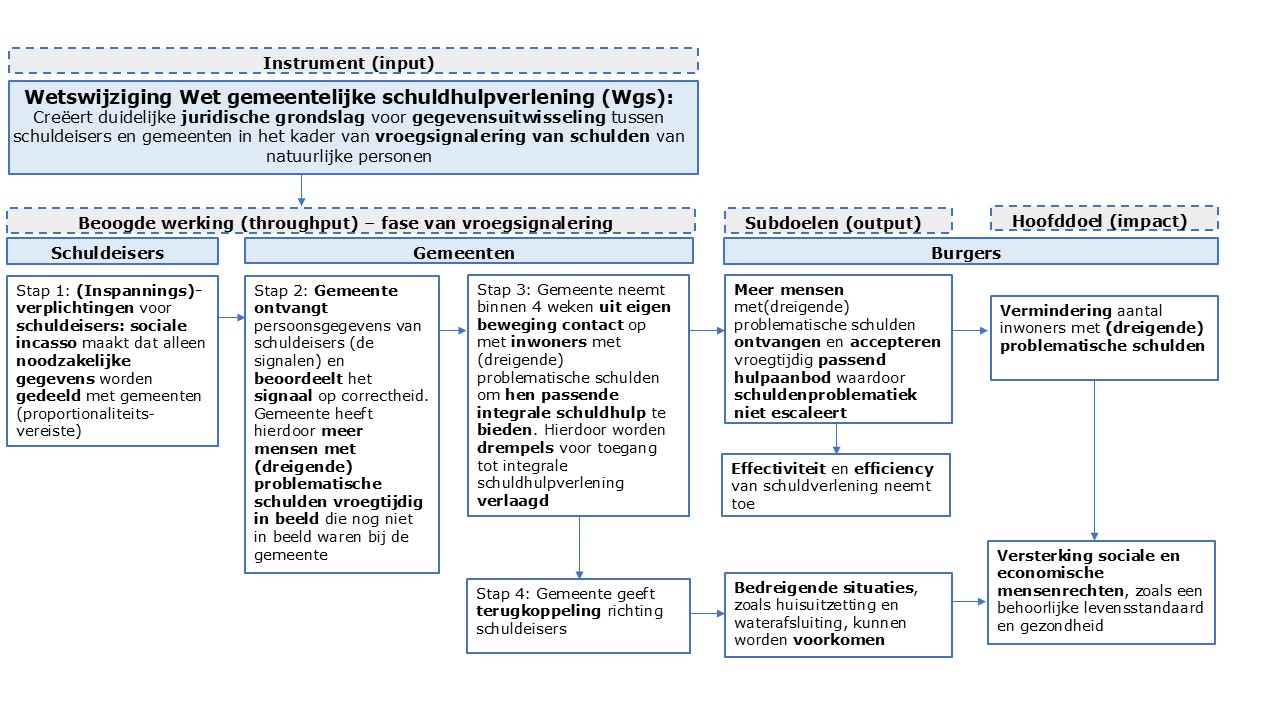 Instrument (input)
Wetswijziging Wet gemeentelijke schuldhulpverlening (Wgs):
Creëert duidelijke juridische grondslag voor gegevensuitwisseling tussen
schuldeisers en gemeenten in het kader van vroegsignalering van schulden van
natuurlijke personen
Beoogde werking (throughput) – fase van vroegsignalering
Subdoelen (output)
Hoofddoel (impact)
Schuldeisers
Gemeenten
Burgers
Stap 1: (Inspannings)-
verplichtingen voor
schuldeisers: sociale
incasso maakt dat alleen
noodzakelijke
gegevens worden
gedeeld met gemeenten
(proportionaliteits-
vereiste)
Stap 2: Gemeente
ontvangt
persoonsgegevens van
schuldeisers (de
signalen) en
beoordeelt het
signaal op correctheid.
Gemeente heeft
hierdoor meer
mensen met
(dreigende)
problematische
schulden vroegtijdig
in beeld die nog niet
in beeld waren bij de
gemeente
Stap 3: Gemeente neemt
binnen 4 weken uit eigen
beweging contact op
met inwoners met
(dreigende)
problematische schulden
om hen passende
integrale schuldhulp te
bieden. Hierdoor worden
drempels voor toegang
tot integrale
schuldhulpverlening
verlaagd
Stap 4: Gemeente geeft
terugkoppeling richting
schuldeisers
Meer mensen
met(dreigende)
problematische schulden
ontvangen en accepteren
vroegtijdig passend
hulpaanbod waardoor
schuldenproblematiek
niet escaleert
Effectiviteit en efficiency
van schuldverlening neemt
toe
Bedreigende situaties,
zoals huisuitzetting en
waterafsluiting, kunnen
worden voorkomen
Vermindering aantal
inwoners met (dreigende)
problematische schulden
Versterking sociale en
economische
mensenrechten, zoals een
behoorlijke levensstandaard
en gezondheid